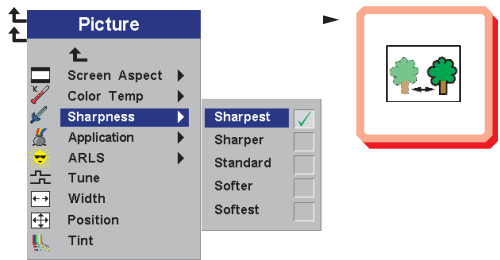 Picture
Screen Aspect
°K
Color Temp
Sharpness
Application
ARLS
Tune
Width
Position
Tint
Sharpest
Sharper
Standard
Softer
Softest